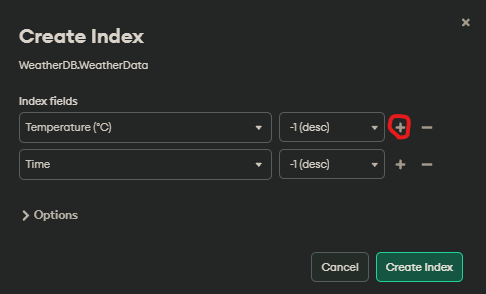 Create Index
WeatherDB.WeatherData
Index fields
Temperature (°C) -1 (desc)
Time -1 (desc)
Options
Cancel Create Index